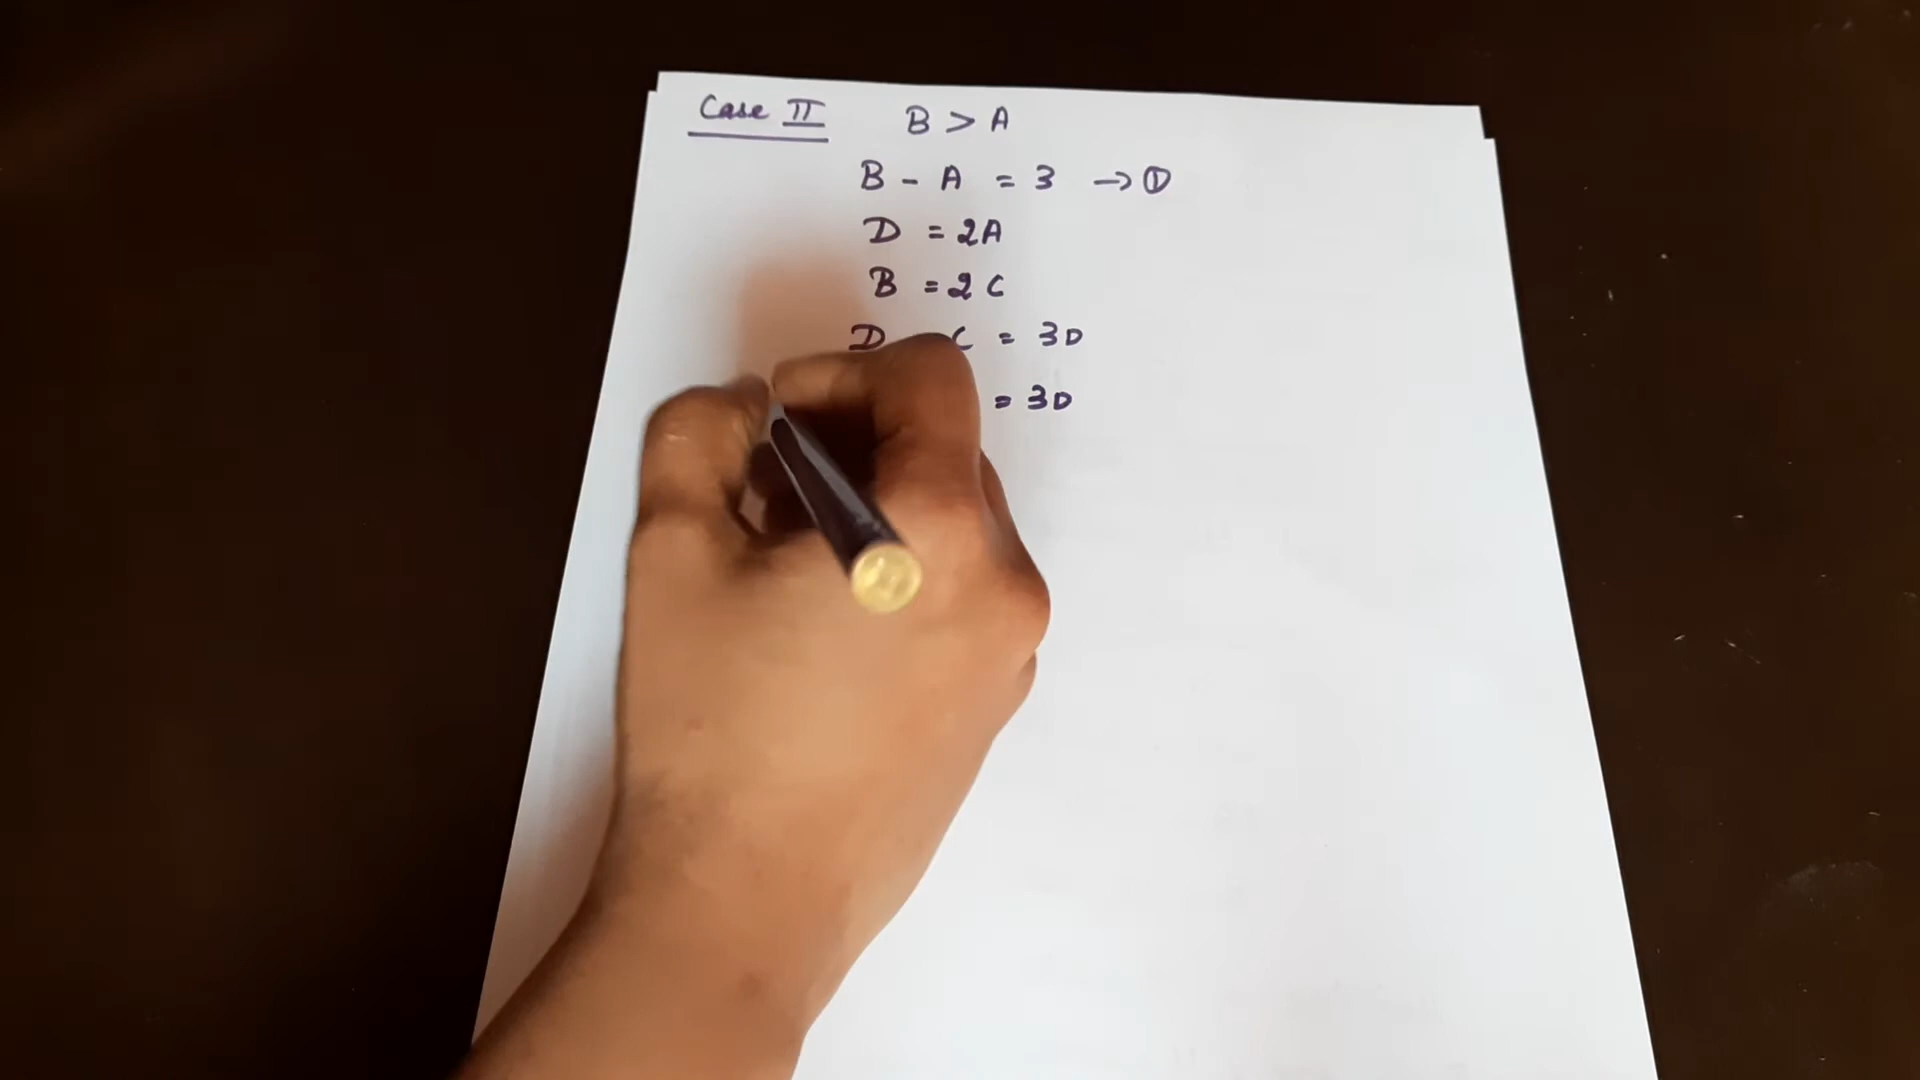 Case II B > A
B - A = 3 → ①
D = 2A
B = 2C
D C = 3D
= 3D